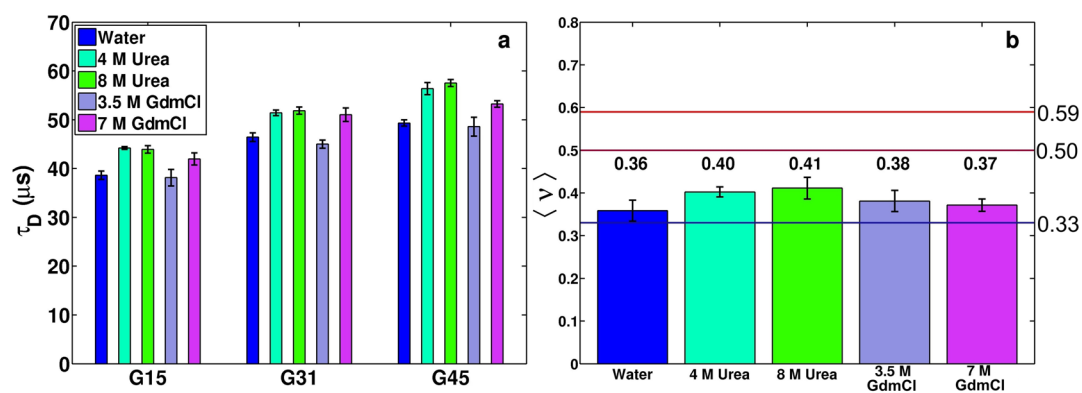 70
60
50
40
30
20
10
0
τD (μs)
Water
4 M Urea
8 M Urea
3.5 M GdmCl
7 M GdmCl
a
G15
G31
G45
0.8
0.7
0.6
0.5
0.4
0.3
0.2
0.1
0
⟨ν⟩
b
0.36
0.40
0.41
0.38
0.37
0.59
0.50
0.33
Water
4 M Urea
8 M Urea
3.5 M
GdmCl
7 M
GdmCl